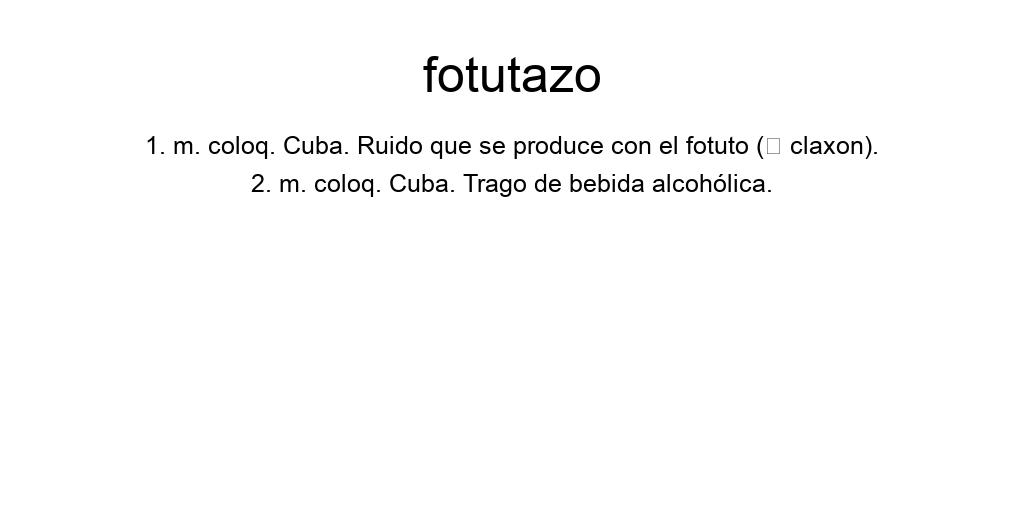 fotutazo
1. m. coloq. Cuba. Ruido que se produce con el fotuto (□ claxon).
2. m. coloq. Cuba. Trago de bebida alcohólica.